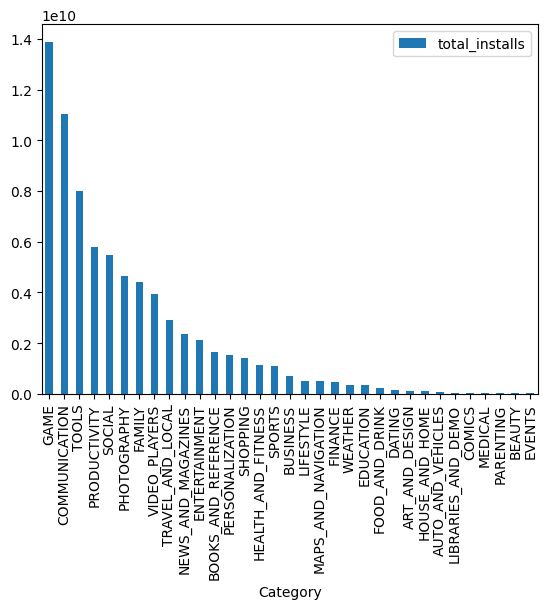 1e10
total_installs
1.4
1.2
1.0
0.8
0.6
0.4
0.2
0.0
GAME
COMMUNICATION
TOOLS
PRODUCTIVITY
SOCIAL
PHOTOGRAPHY
FAMILY
VIDEO_PLAYERS
TRAVEL_AND_LOCAL
NEWS_AND_MAGAZINES
ENTERTAINMENT
BOOKS_AND_REFERENCE
PERSONALIZATION
SHOPPING
HEALTH_AND_FITNESS
SPORTS
BUSINESS
LIFESTYLE
MAPS_AND_NAVIGATION
FINANCE
WEATHER
EDUCATION
FOOD_AND_DRINK
DATING
ART_AND_DESIGN
HOUSE_AND_HOME
AUTO_AND_VEHICLES
LIBRARIES_AND_DEMO
COMICS
MEDICAL
PARENTING
BEAUTY
EVENTS
Category